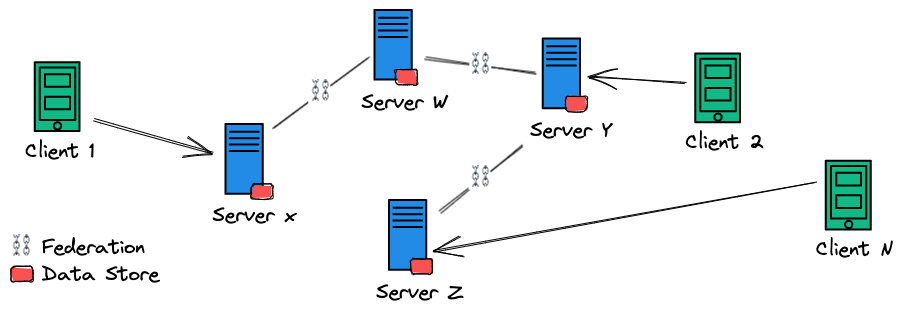 Server W
Server Y
Client 1
Client 2
Server x
Federation
Data Store
Client N
Server Z